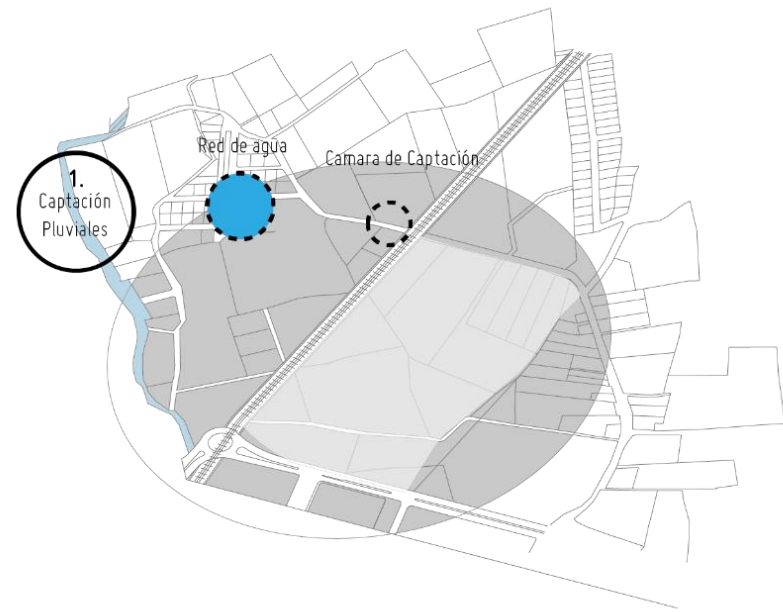 Red de agua
Camara de Captación
1.
Captación
Pluviales